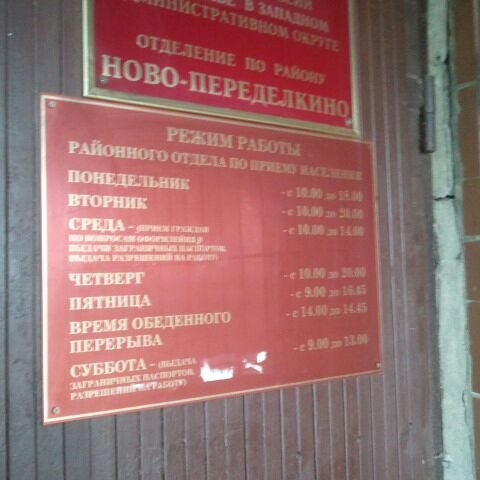 В ЗАПАДНОМ
АДМИНИСТРАТИВНОМ ОКРУГЕ
ОТДЕЛЕНИЕ ПО РАЙОНУ
НОВО-ПЕРЕДЕЛКИНО
РЕЖИМ РАБОТЫ
РАЙОННОГО ОТДЕЛА ПО ПРИЕМУ НАСЕЛЕНИЯ
ПОНЕДЕЛЬНИК - с 10.00 до 18.00
ВТОРНИК - с 10.00 до 20.00
СРЕДА - (ПРИЕМ ГРАЖДАН - с 10.00 до 14.00
ПО ВОПРОСАМ ОФОРМЛЕНИЯ И
ВЫДАЧИ ЗАГРАНИЧНЫХ ПАСПОРТОВ,
ВЫДАЧА РАЗРЕШЕНИЙ НА РАБОТУ)
ЧЕТВЕРГ - с 10.00 до 20.00
ПЯТНИЦА - с 9.00 до 16.45
ВРЕМЯ ОБЕДЕННОГО - с 14.00 до 14.45
ПЕРЕРЫВА
СУББОТА - (ВЫДАЧА - с 9.00 до 13.00
ЗАГРАНИЧНЫХ ПАСПОРТОВ,
РАЗРЕШЕНИЙ НА РАБОТУ)